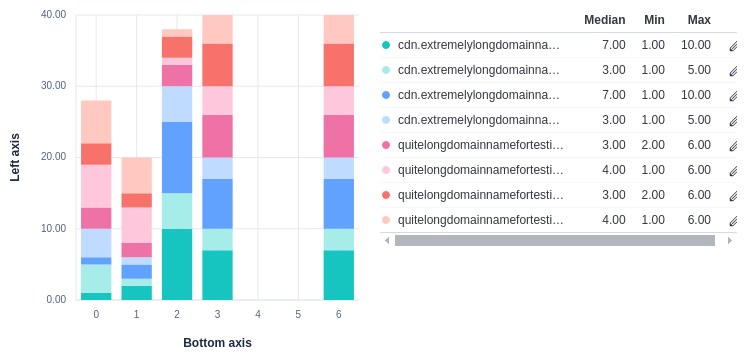 40.00
30.00
20.00
10.00
0.00
Left axis
0 1 2 3 4 5 6
Bottom axis
Median Min Max
cdn.extremelylongdomainna… 7.00 1.00 10.00
cdn.extremelylongdomainna… 3.00 1.00 5.00
cdn.extremelylongdomainna… 7.00 1.00 10.00
cdn.extremelylongdomainna… 3.00 1.00 5.00
quitelongdomainnamefortesti… 3.00 2.00 6.00
quitelongdomainnamefortesti… 4.00 1.00 6.00
quitelongdomainnamefortesti… 3.00 2.00 6.00
quitelongdomainnamefortesti… 4.00 1.00 6.00